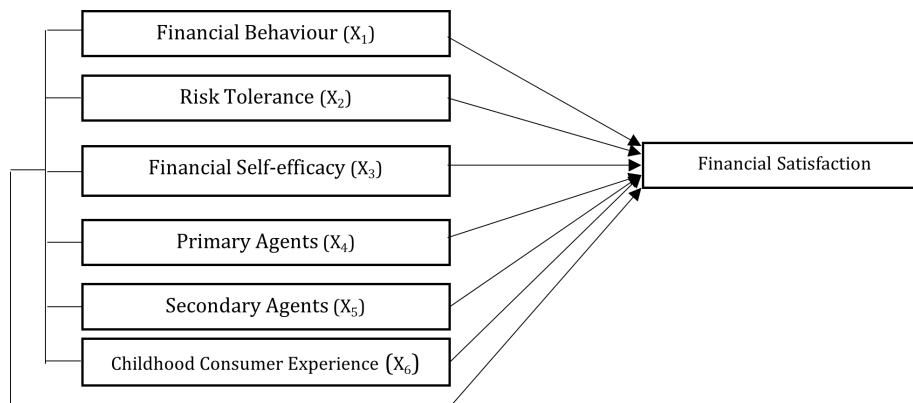 Financial Behaviour (X₁)
Risk Tolerance (X₂)
Financial Self-efficacy (X₃)
Financial Satisfaction
Primary Agents (X₄)
Secondary Agents (X₅)
Childhood Consumer Experience (X₆)